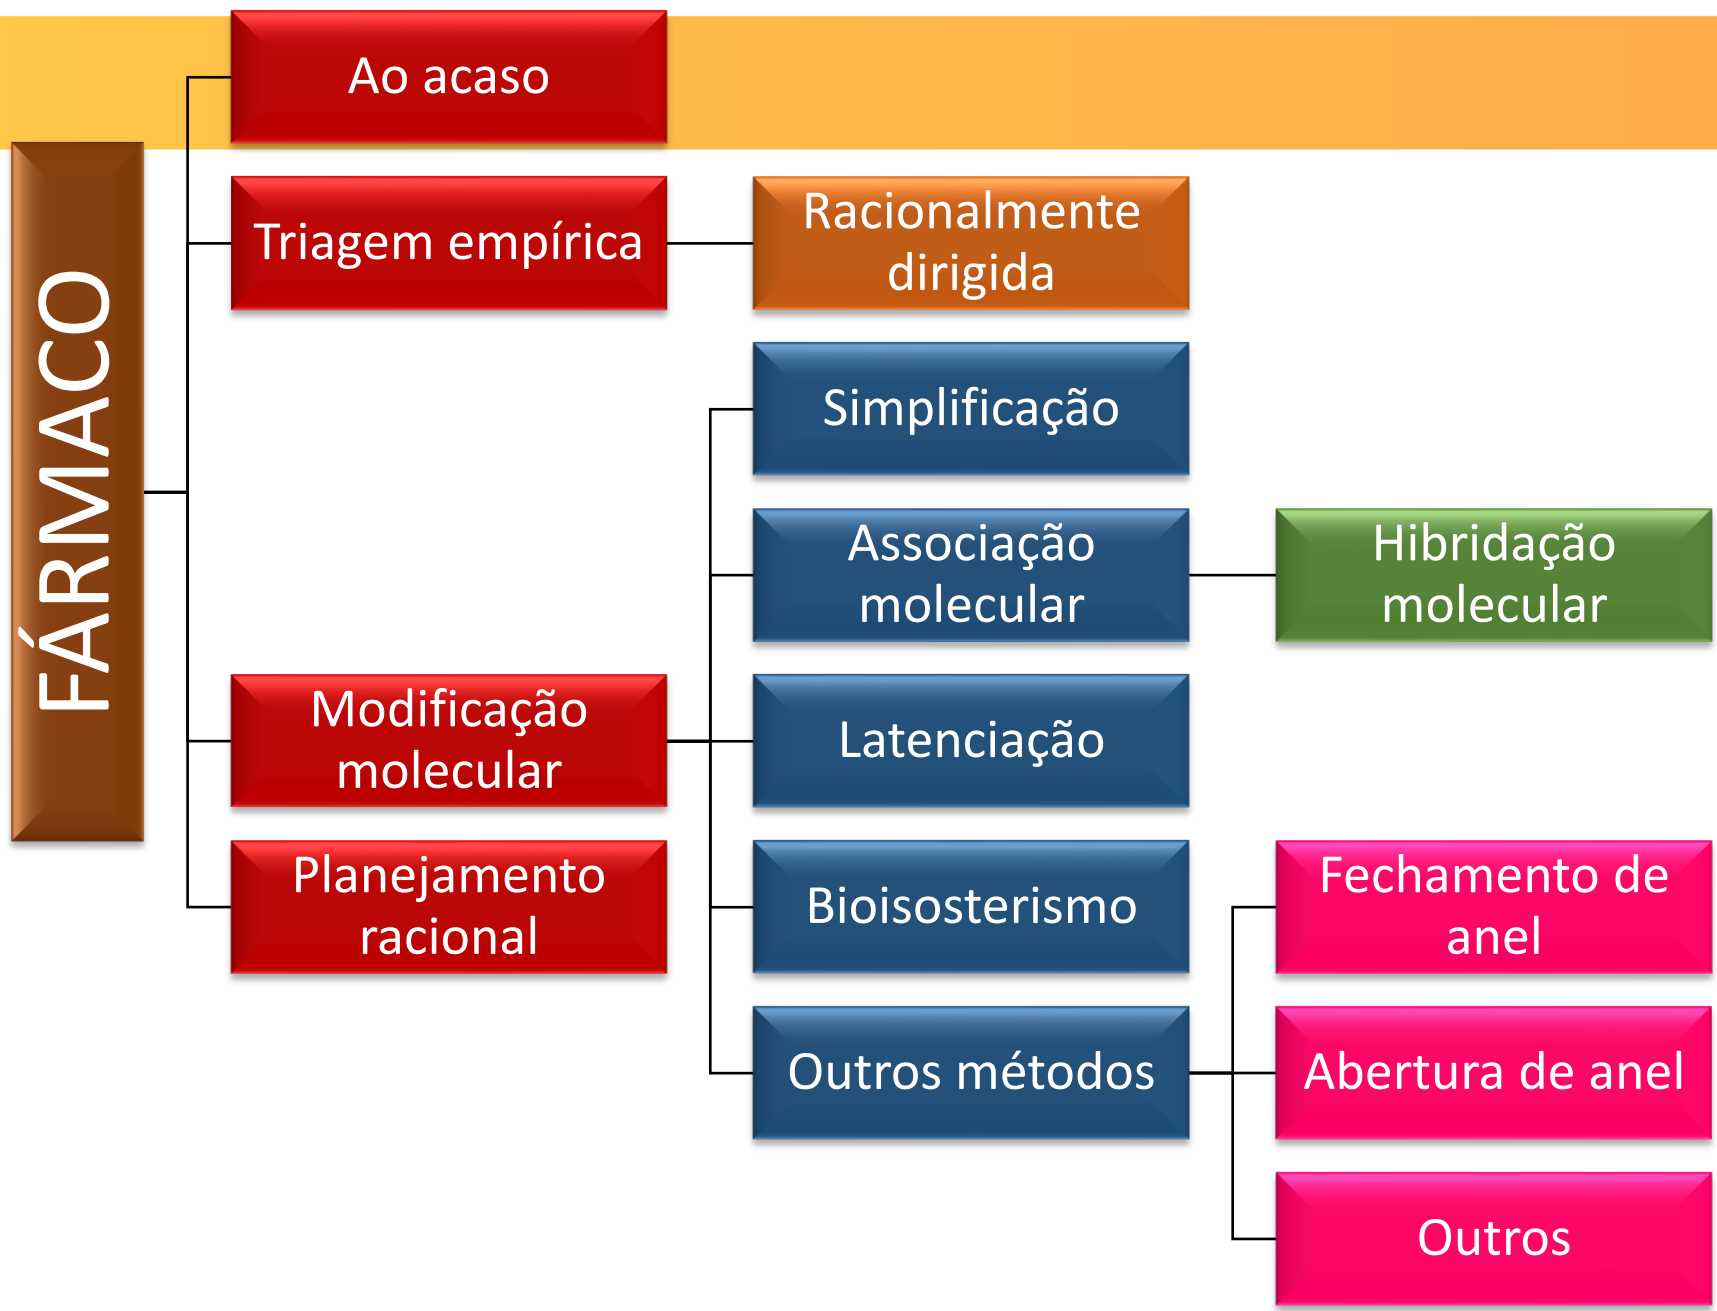 FÁRMACO
Ao acaso
Triagem empírica
Racionalmente
dirigida
Modificação
molecular
Simplificação
Associação
molecular
Hibridação
molecular
Latenciação
Bioisosterismo
Outros métodos
Fechamento de
anel
Abertura de anel
Outros
Planejamento
racional